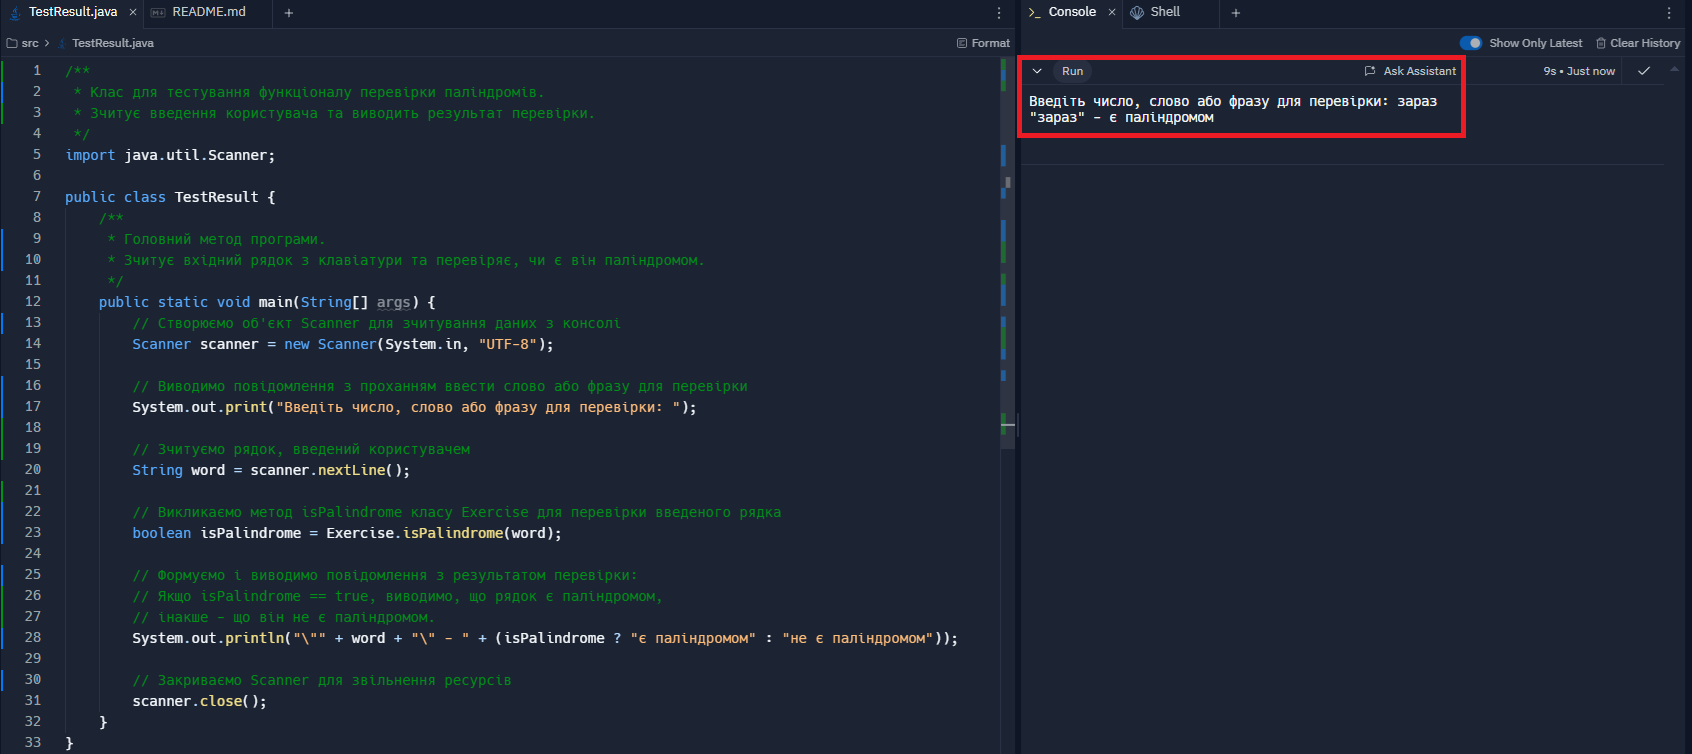 TestResult.java
README.md
src > TestResult.java
Format
1 /**
2 * Клас для тестування функціоналу перевірки паліндромів.
3 * Зчитує введення користувача та виводить результат перевірки.
4 */
5 import java.util.Scanner;
6
7 public class TestResult {
8 /**
9 * Головний метод програми.
10 * Зчитує вхідний рядок з клавіатури та перевіряє, чи є він паліндромом.
11 */
12 public static void main(String[] args) {
13 // Створюємо об'єкт Scanner для зчитування даних з консолі
14 Scanner scanner = new Scanner(System.in, "UTF-8");
15
16 // Виводимо повідомлення з проханням ввести слово або фразу для перевірки
17 System.out.print("Введіть число, слово або фразу для перевірки: ");
18
19 // Зчитуємо рядок, введений користувачем
20 String word = scanner.nextLine();
21
22 // Викликаємо метод isPalindrome класу Exercise для перевірки введеного рядка
23 boolean isPalindrome = Exercise.isPalindrome(word);
24
25 // Формуємо і виводимо повідомлення з результатом перевірки:
26 // Якщо isPalindrome == true, виводимо, що рядок є паліндромом,
27 // інакше - що він не є паліндромом.
28 System.out.println("\"" + word + "\" - " + (isPalindrome ? "є паліндромом" : "не є паліндромом"));
29
30 // Закриваємо Scanner для звільнення ресурсів
31 scanner.close();
32 }
33 }
Console
Shell
Show Only Latest
Clear History
Run
Ask Assistant
9s • Just now
Введіть число, слово або фразу для перевірки: зараз
"зараз" - є паліндромом